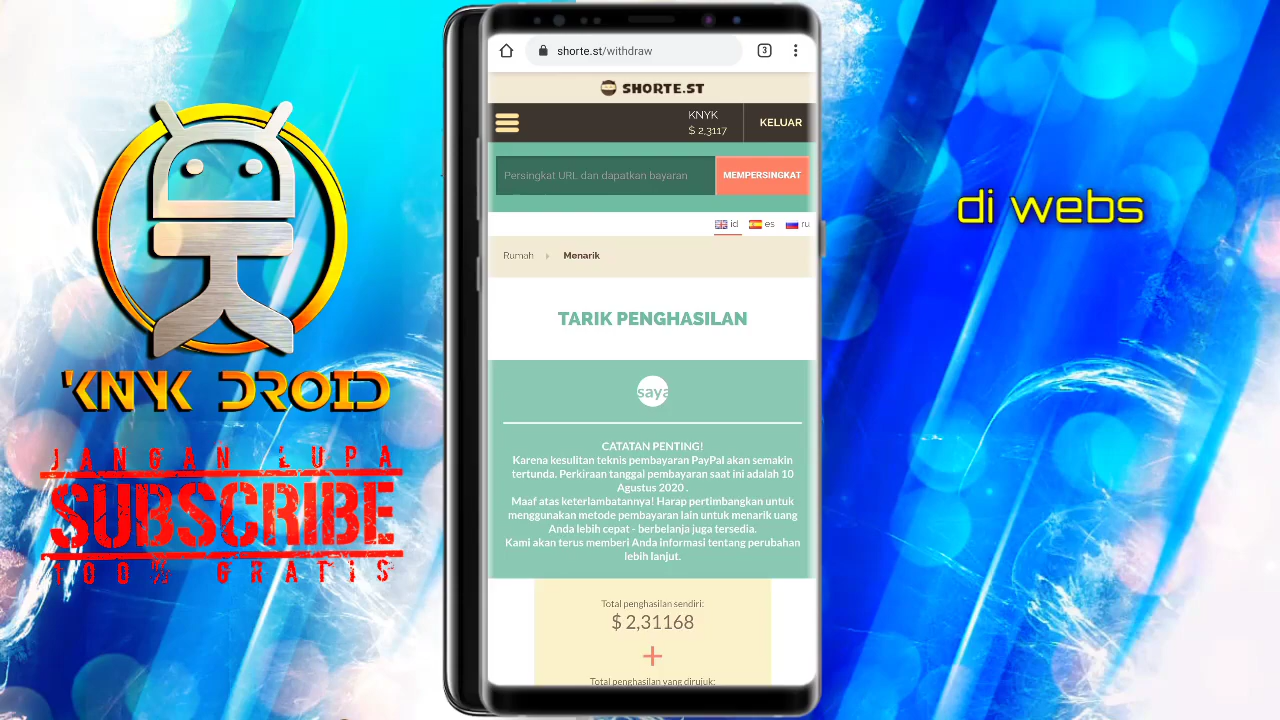 KNYK DROID
JANGAN LUPA
SUBSCRIBE
100% GRATIS
shorte.st/withdraw
3
SHORTE.ST
KNYK
$ 2,3117
KELUAR
Persingkat URL dan dapatkan bayaran
MEMPERSINGKAT
id es ru
Rumah Menarik
TARIK PENGHASILAN
saya
CATATAN PENTING!
Karena kesulitan teknis pembayaran PayPal akan semakin
tertunda. Perkiraan tanggal pembayaran saat ini adalah 10
Agustus 2020 .
Maaf atas keterlambatannya! Harap pertimbangkan untuk
menggunakan metode pembayaran lain untuk menarik uang
Anda lebih cepat - berbelanja juga tersedia.
Kami akan terus memberi Anda informasi tentang perubahan
lebih lanjut.
Total penghasilan sendiri:
$ 2,31168
+
Total penghasilan yang dirujuk:
di webs